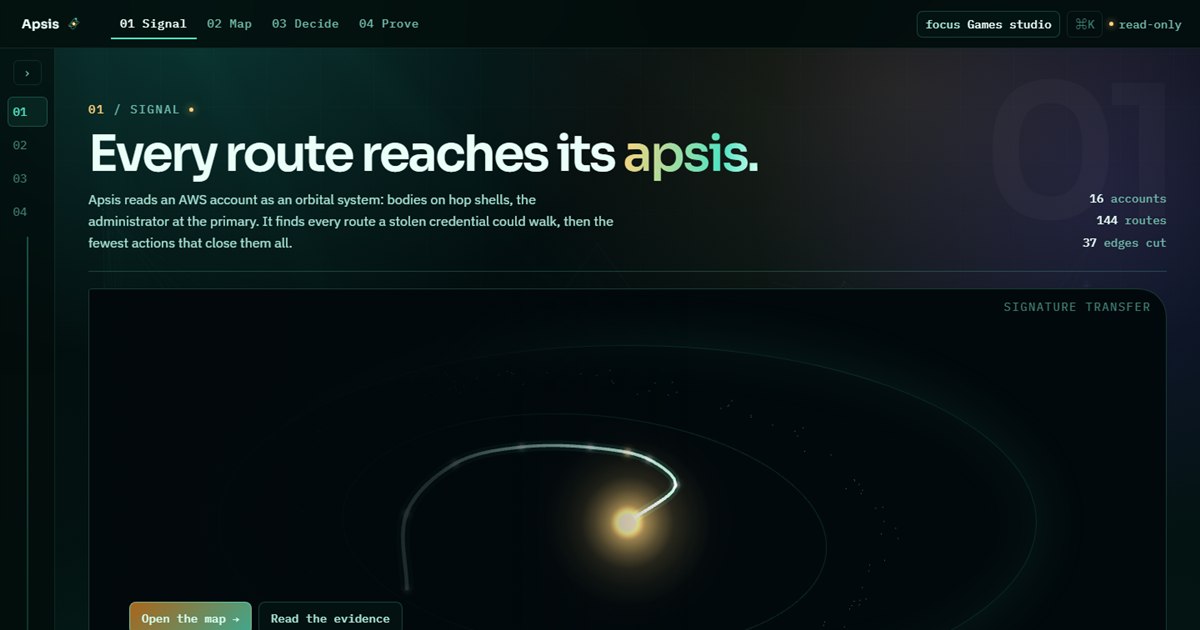 Apsis
01 Signal
02 Map
03 Decide
04 Prove
focus Games studio
⌘K
read-only
›
01
02
03
04
01 / SIGNAL
01
Every route reaches its apsis.
Apsis reads an AWS account as an orbital system: bodies on hop shells, the
administrator at the primary. It finds every route a stolen credential could walk, then the
fewest actions that close them all.
16 accounts
144 routes
37 edges cut
SIGNATURE TRANSFER
Open the map →
Read the evidence